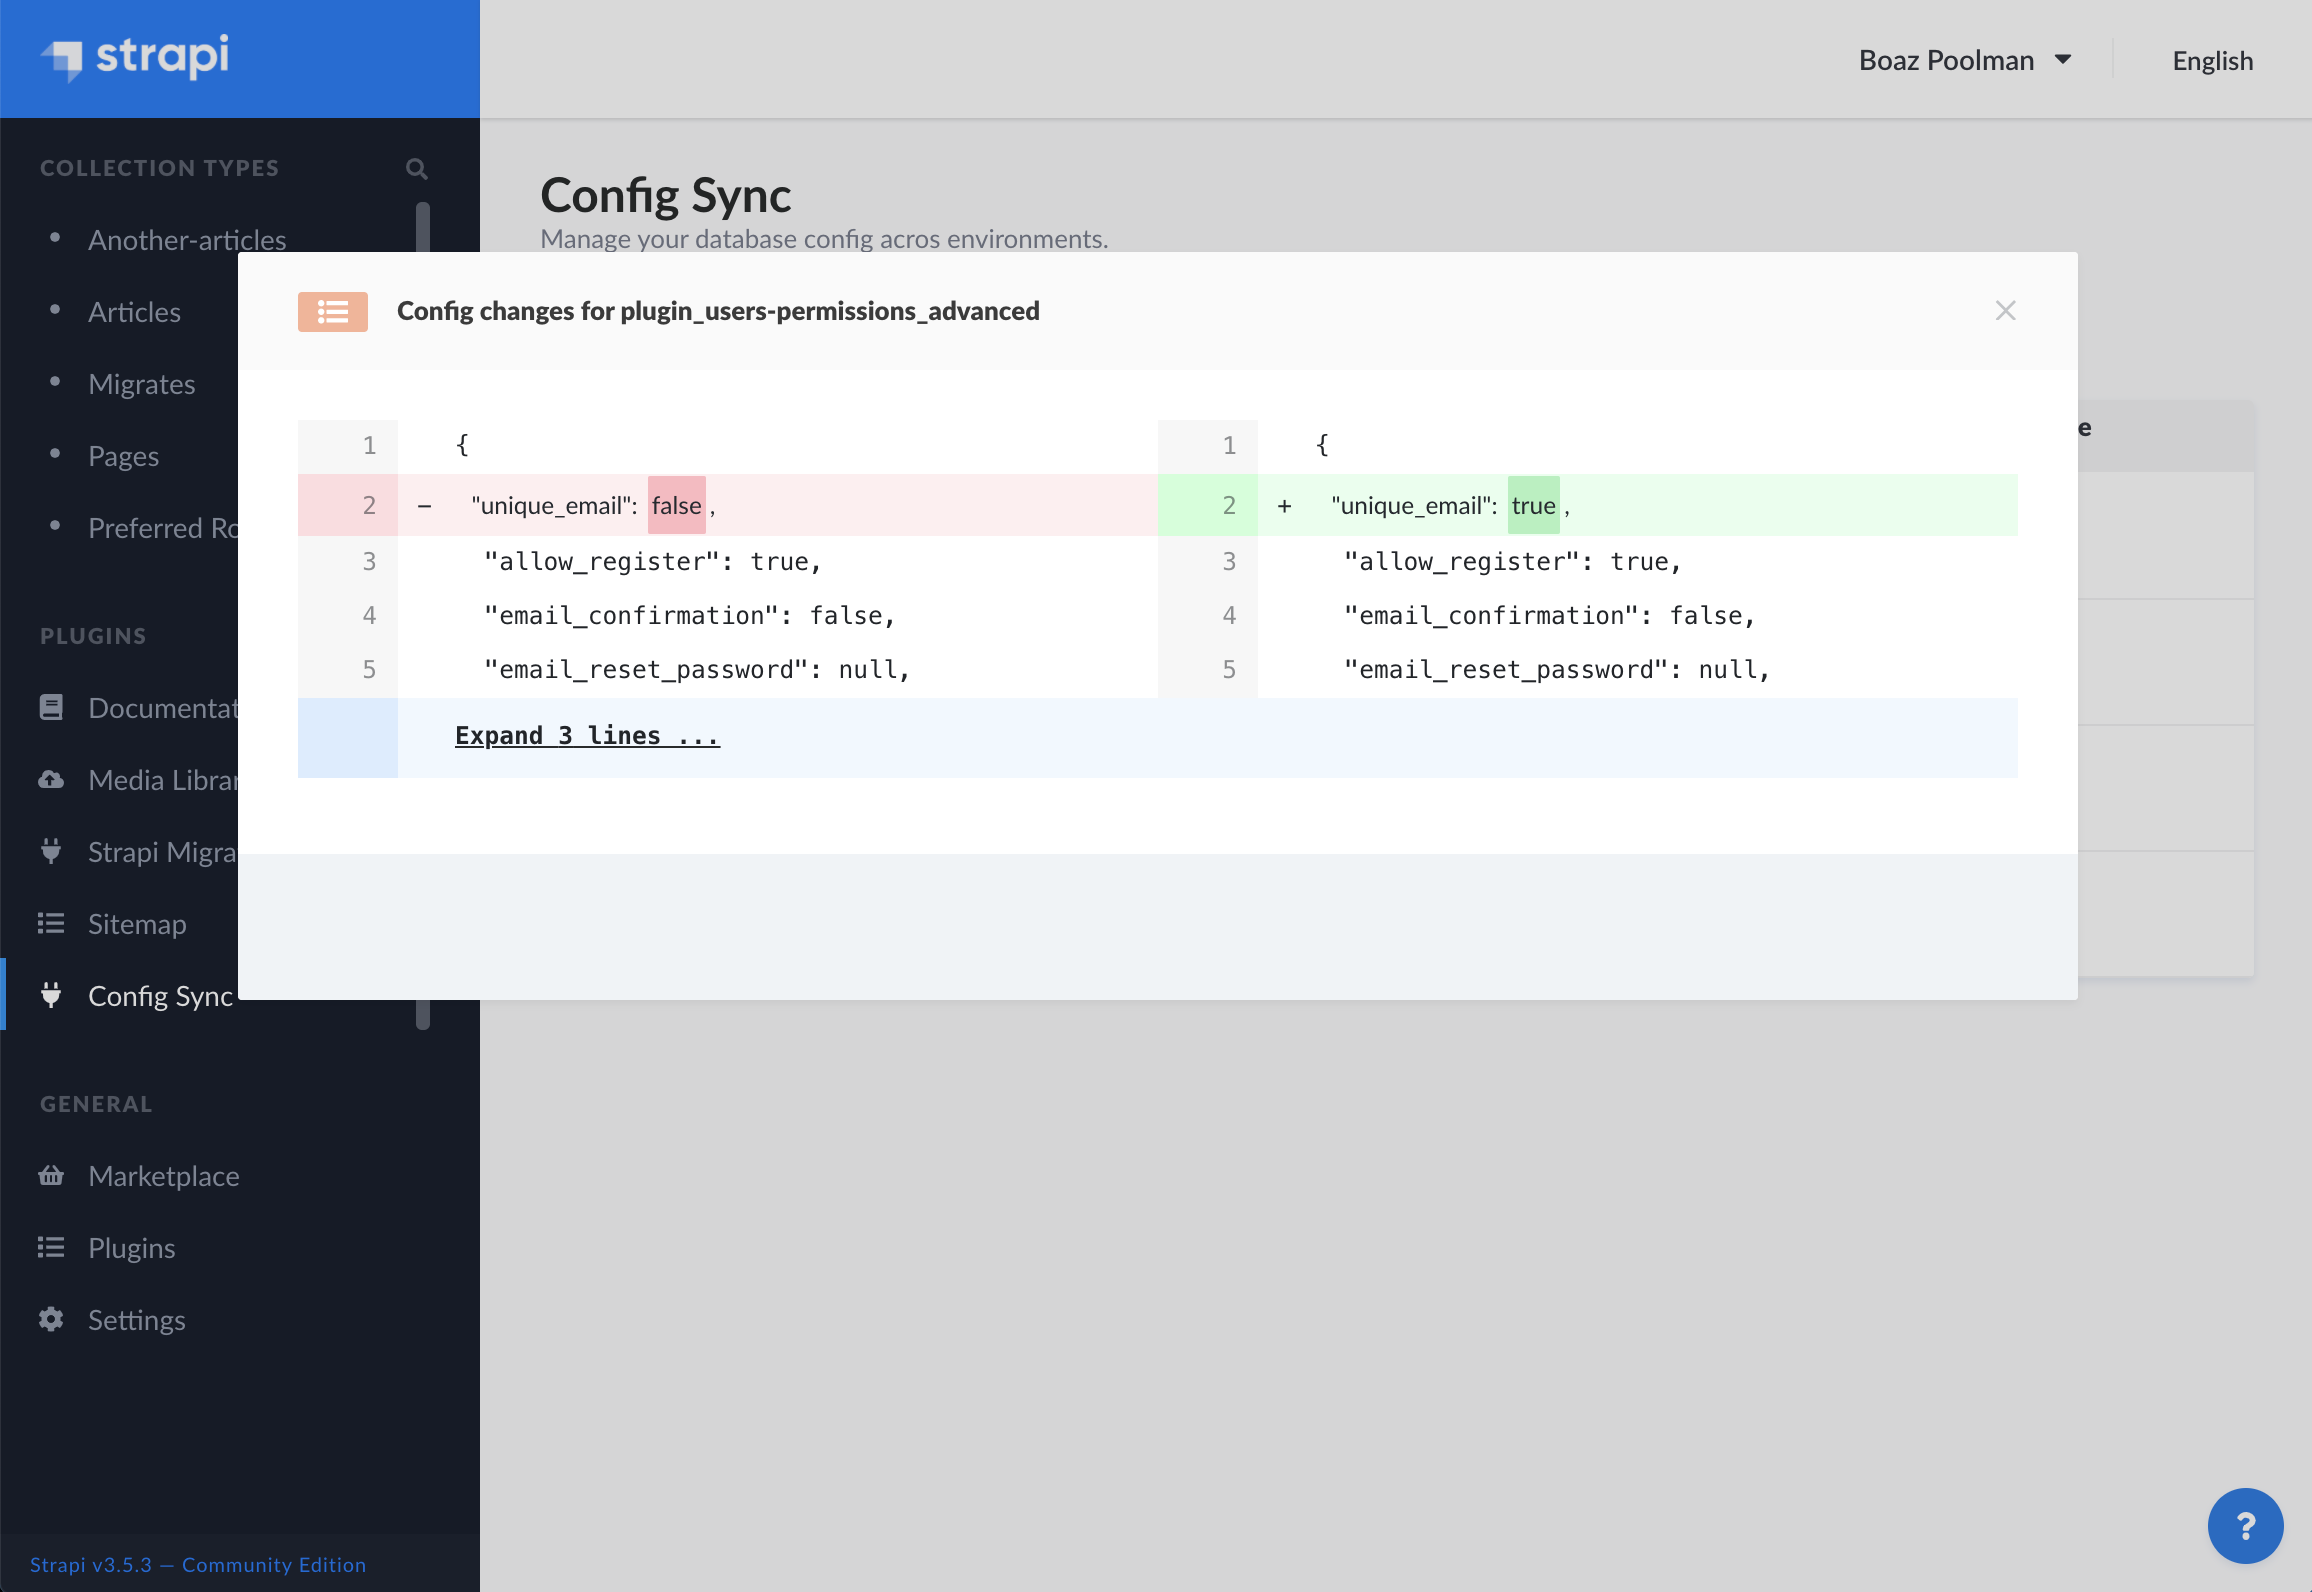 strapi
Boaz Poolman
English
COLLECTION TYPES
Another-articles
Articles
Migrates
Pages
Preferred Ro
PLUGINS
Documentat
Media Librar
Strapi Migra
Sitemap
Config Sync
GENERAL
Marketplace
Plugins
Settings
Strapi v3.5.3 — Community Edition
Config Sync
Manage your database config acros environments.
Config changes for plugin_users-permissions_advanced
1 { 1 {
2 - "unique_email": false , 2 + "unique_email": true ,
3 "allow_register": true, 3 "allow_register": true,
4 "email_confirmation": false, 4 "email_confirmation": false,
5 "email_reset_password": null, 5 "email_reset_password": null,
Expand 3 lines ...
e
?